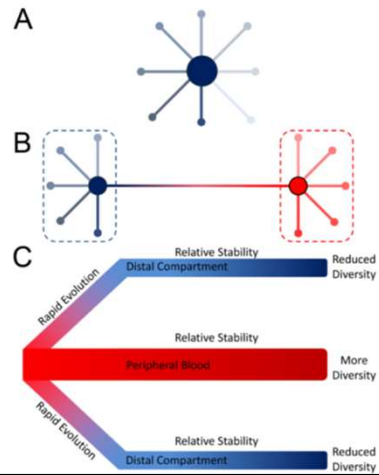 A
B
C
Relative Stability
Distal Compartment
Reduced
Diversity
Rapid Evolution
Relative Stability
Peripheral Blood
More
Diversity
Rapid Evolution
Relative Stability
Distal Compartment
Reduced
Diversity